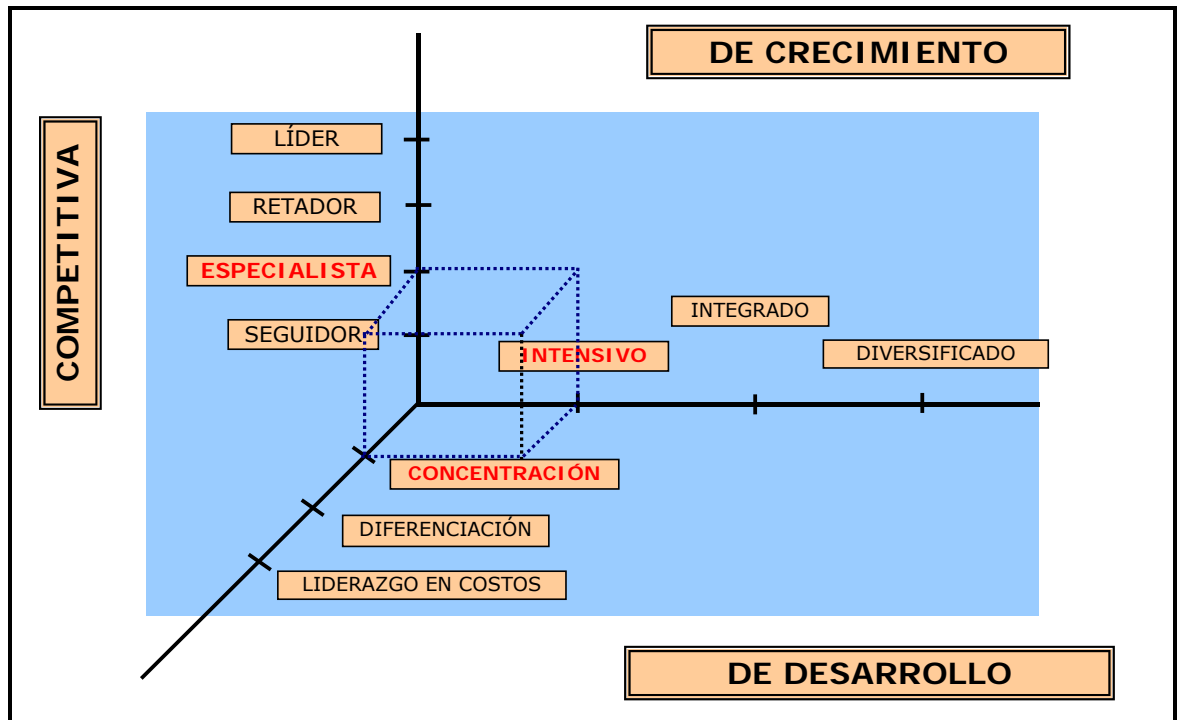 DE CRECIMIENTO
COMPETITIVA
LÍDER
RETADOR
ESPECIALISTA
SEGUIDOR
INTEGRADO
INTENSIVO
DIVERSIFICADO
CONCENTRACIÓN
DIFERENCIACIÓN
LIDERAZGO EN COSTOS
DE DESARROLLO